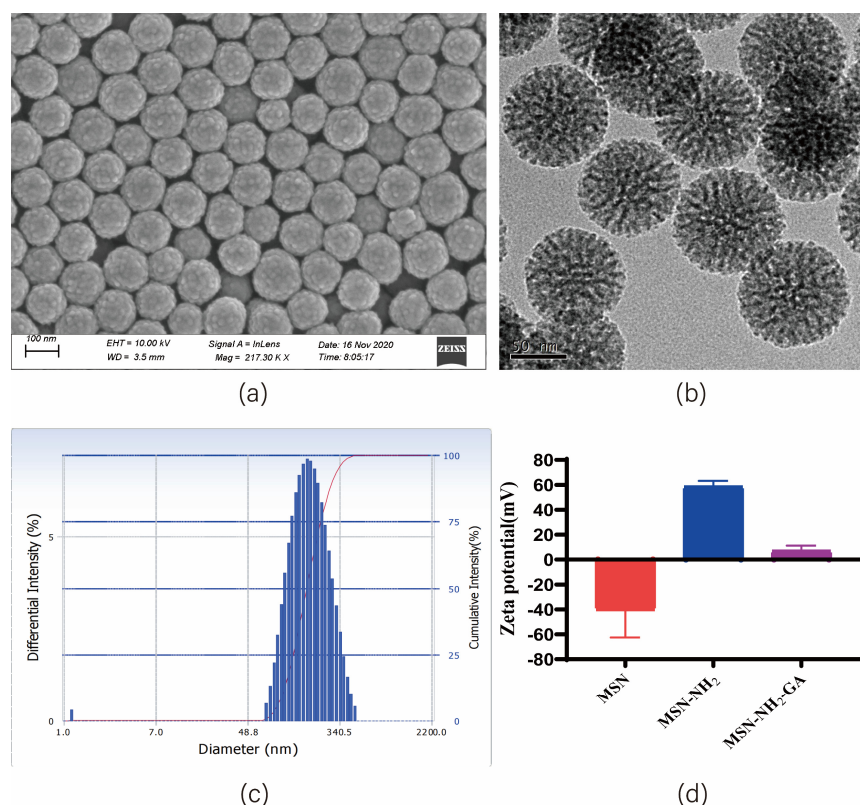 100 nm
EHT = 10.00 kV
WD = 3.5 mm
Signal A = InLens
Mag = 217.30 K X
Date: 16 Nov 2020
Time: 8:05:17
ZEISS
(a)
50 nm
(b)
Differential Intensity (%)
5
0
100
75
50
25
0
Cumulative Intensity(%)
1.0 7.0 48.8 340.5 2200.0
Diameter (nm)
(c)
Zeta potential(mV)
80
60
40
20
0
-20
-40
-60
-80
MSN
MSN-NH₂
MSN-NH₂-GA
(d)